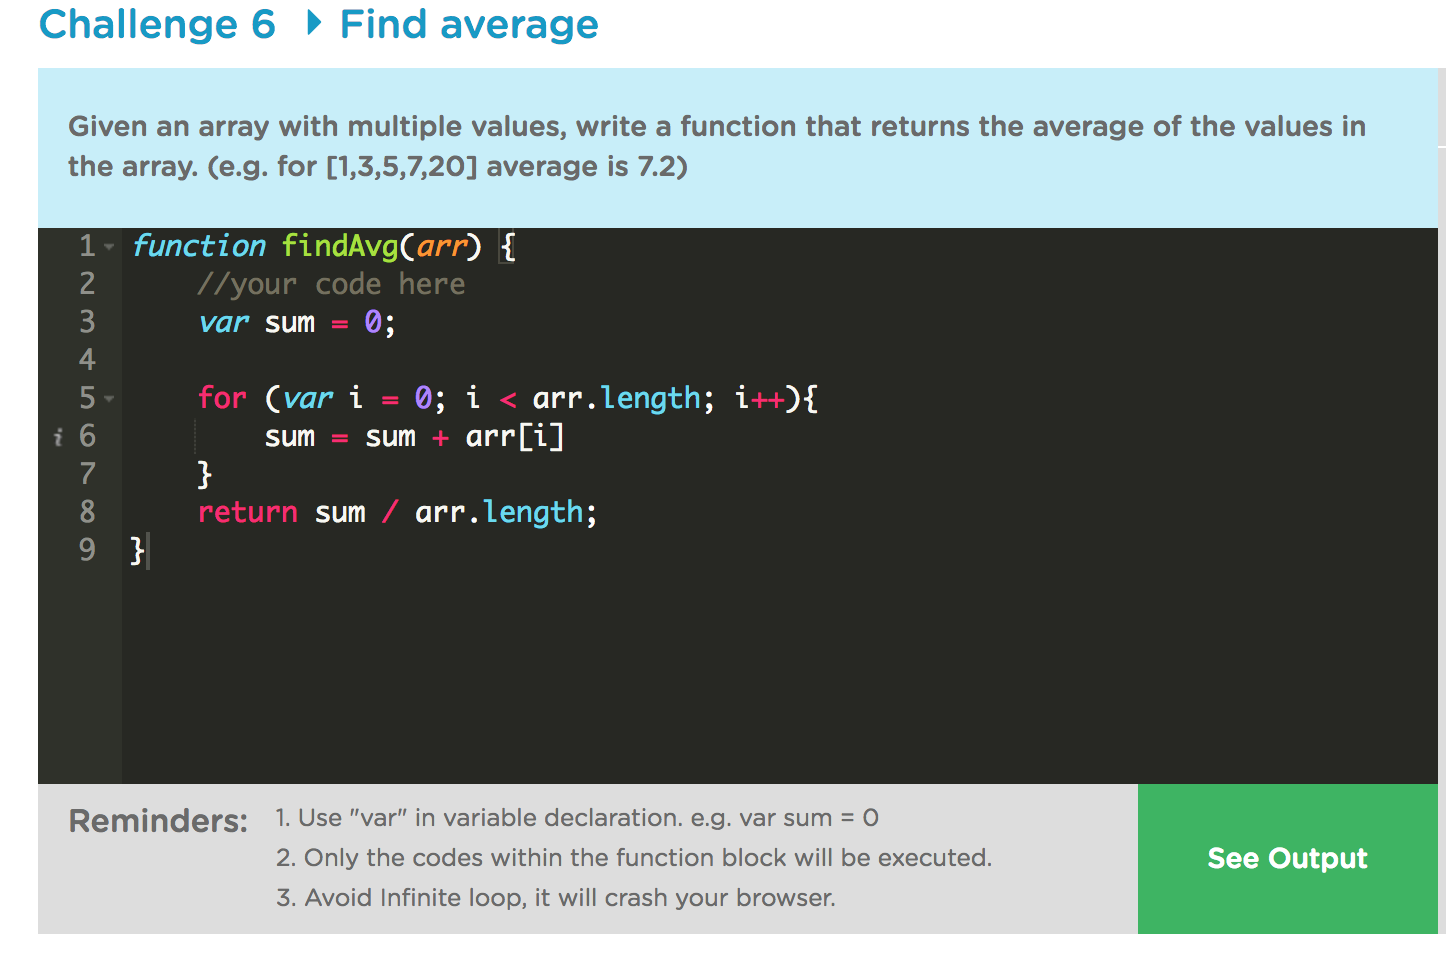 Challenge 6 ▸ Find average
Given an array with multiple values, write a function that returns the average of the values in
the array. (e.g. for [1,3,5,7,20] average is 7.2)
1 function findAvg(arr) {
2     //your code here
3     var sum = 0;
4
5     for (var i = 0; i < arr.length; i++){
i 6         sum = sum + arr[i]
7     }
8     return sum / arr.length;
9 }
Reminders:
1. Use "var" in variable declaration. e.g. var sum = 0
2. Only the codes within the function block will be executed.
3. Avoid Infinite loop, it will crash your browser.
See Output